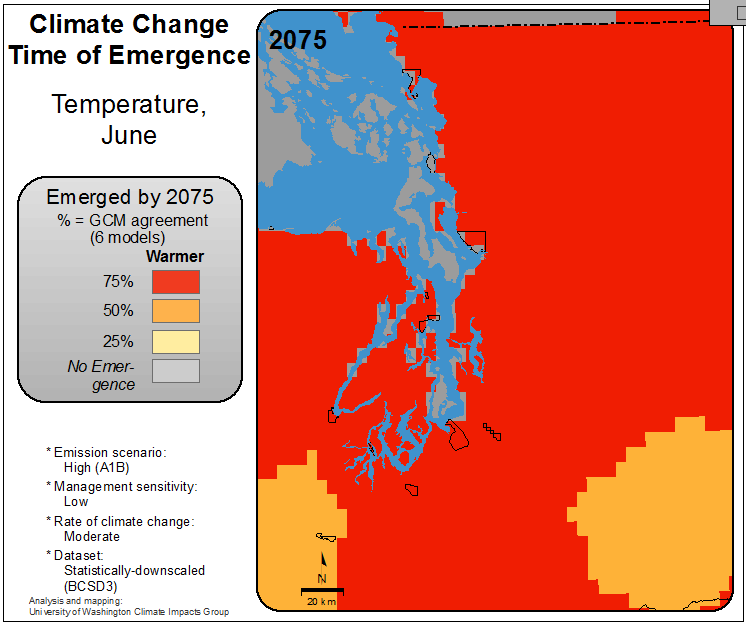 Climate Change
Time of Emergence
Temperature,
June
Emerged by 2075
% = GCM agreement
(6 models)
Warmer
75%
50%
25%
No Emer-
gence
* Emission scenario:
High (A1B)
* Management sensitivity:
Low
* Rate of climate change:
Moderate
* Dataset:
Statistically-downscaled
(BCSD3)
Analysis and mapping:
University of Washington Climate Impacts Group
2075
N
20 km